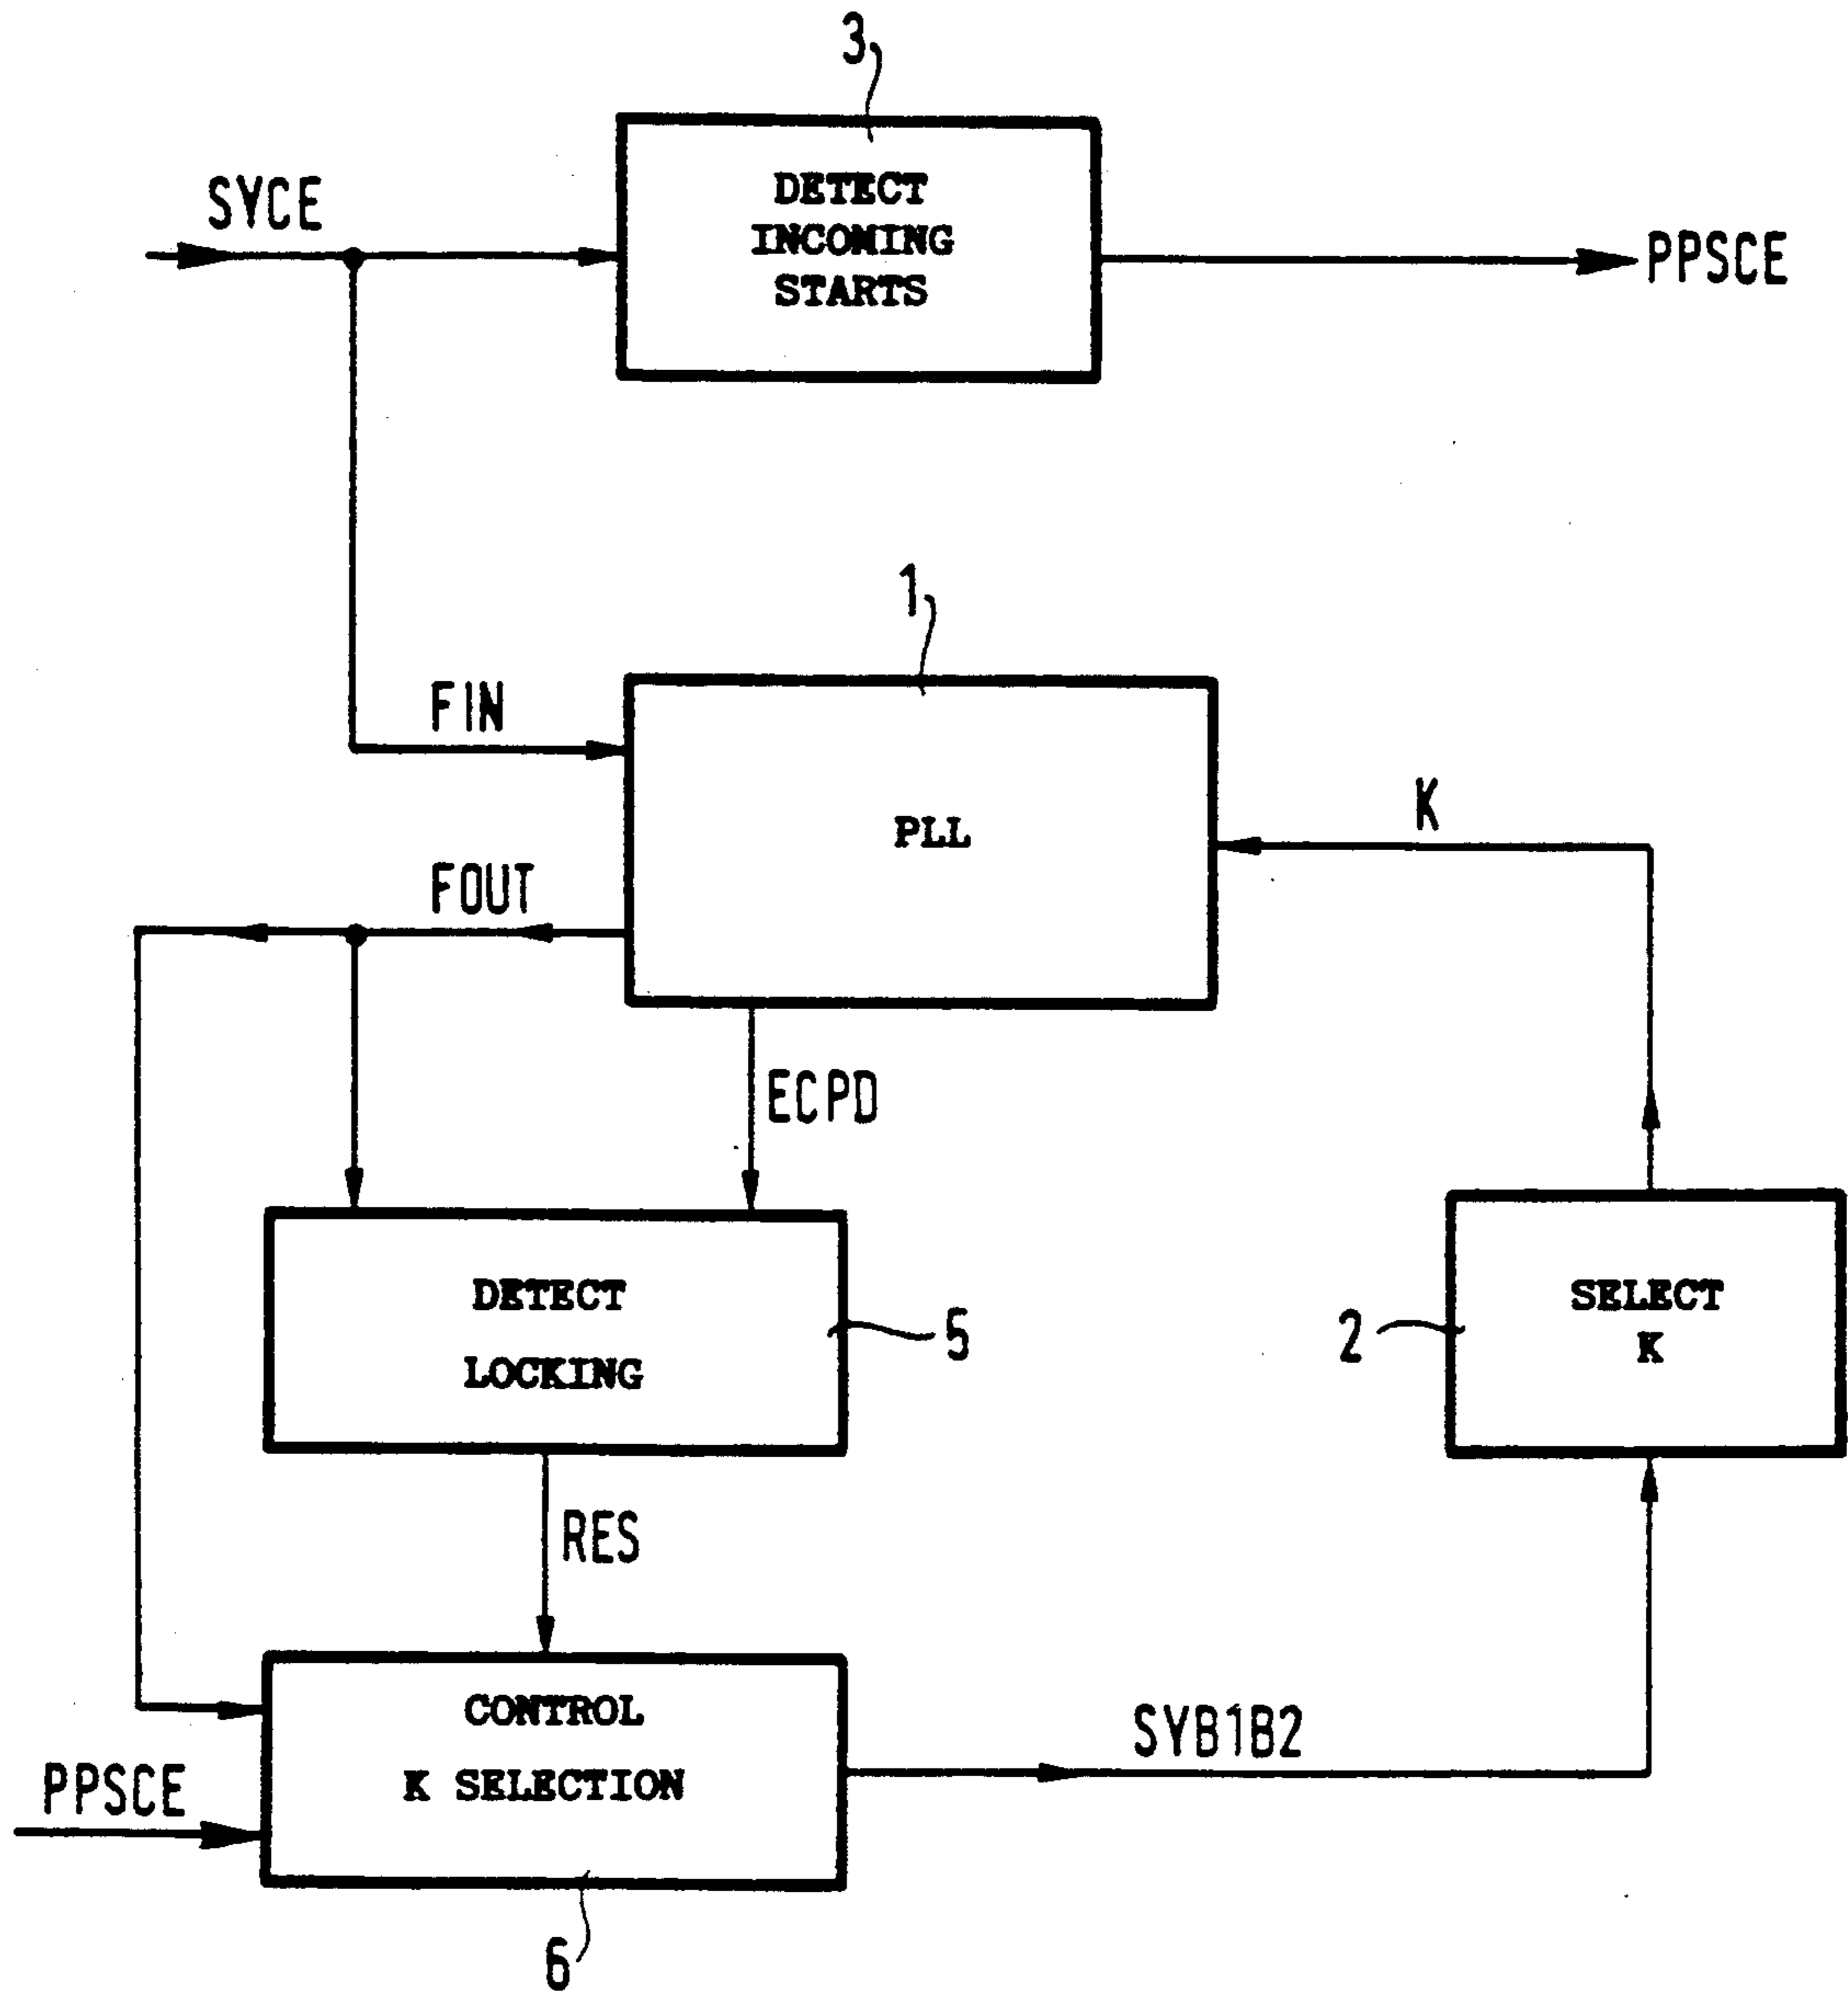 3
SYCE
DETECT
INCOMING
STARTS
PPSCE
1
FIN
PLL
K
FOUT
ECPD
DETECT
LOCKING
5
2
SELECT
K
RES
CONTROL
K SELECTION
SYB1B2
PPSCE
6